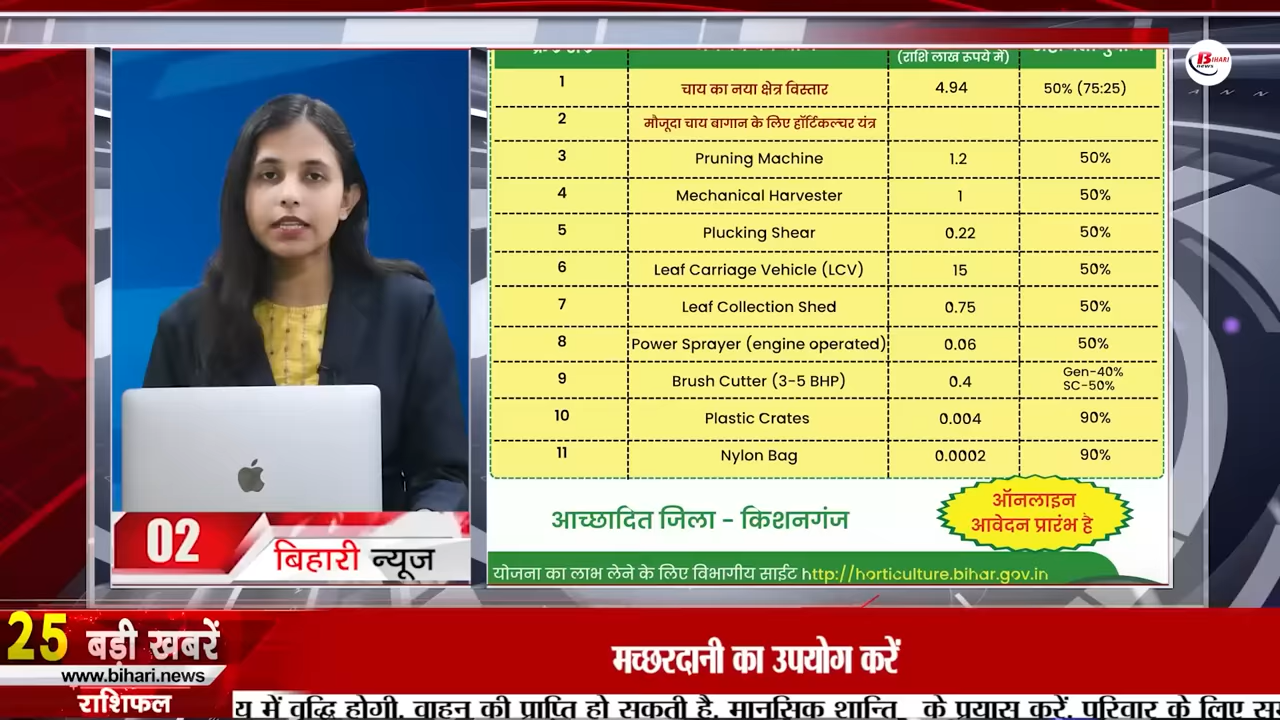 (राशि लाख रूपये में)
1 चाय का नया क्षेत्र विस्तार 4.94 50% (75:25)
2 मौजूदा चाय बागान के लिए हॉर्टिकल्चर यंत्र
3 Pruning Machine 1.2 50%
4 Mechanical Harvester 1 50%
5 Plucking Shear 0.22 50%
6 Leaf Carriage Vehicle (LCV) 15 50%
7 Leaf Collection Shed 0.75 50%
8 Power Sprayer (engine operated) 0.06 50%
9 Brush Cutter (3-5 BHP) 0.4 Gen-40%
SC-50%
10 Plastic Crates 0.004 90%
11 Nylon Bag 0.0002 90%
आच्छादित जिला - किशनगंज
ऑनलाइन
आवेदन प्रारंभ है
योजना का लाभ लेने के लिए विभागीय साईट http://horticulture.bihar.gov.in
BIHARI
news
02
बिहारी न्यूज
25 बड़ी खबरें
www.bihari.news
मच्छरदानी का उपयोग करें
राशिफल
य में वृद्धि होगी. वाहन की प्राप्ति हो सकती है. मानसिक शान्ति के प्रयास करें. परिवार के लिए